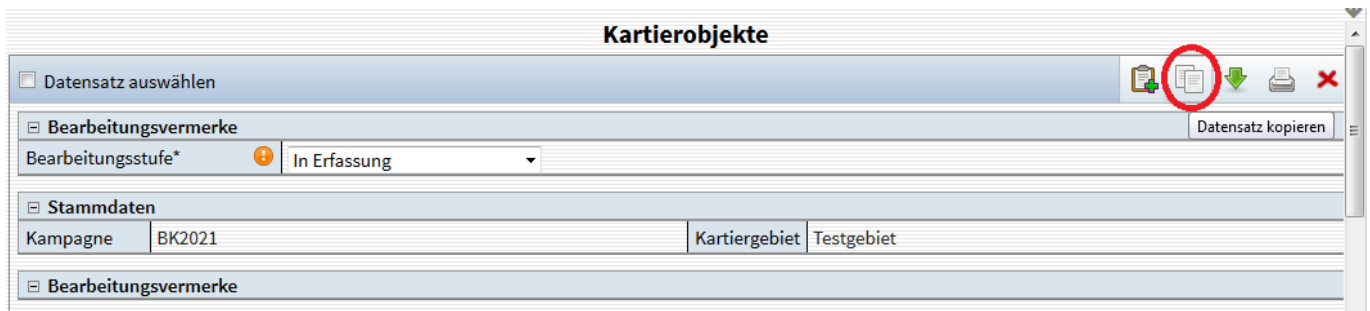 Kartierobjekte
Datensatz auswählen
Datensatz kopieren
Bearbeitungsvermerke
Bearbeitungsstufe* In Erfassung
Stammdaten
Kampagne BK2021 Kartiergebiet Testgebiet
Bearbeitungsvermerke